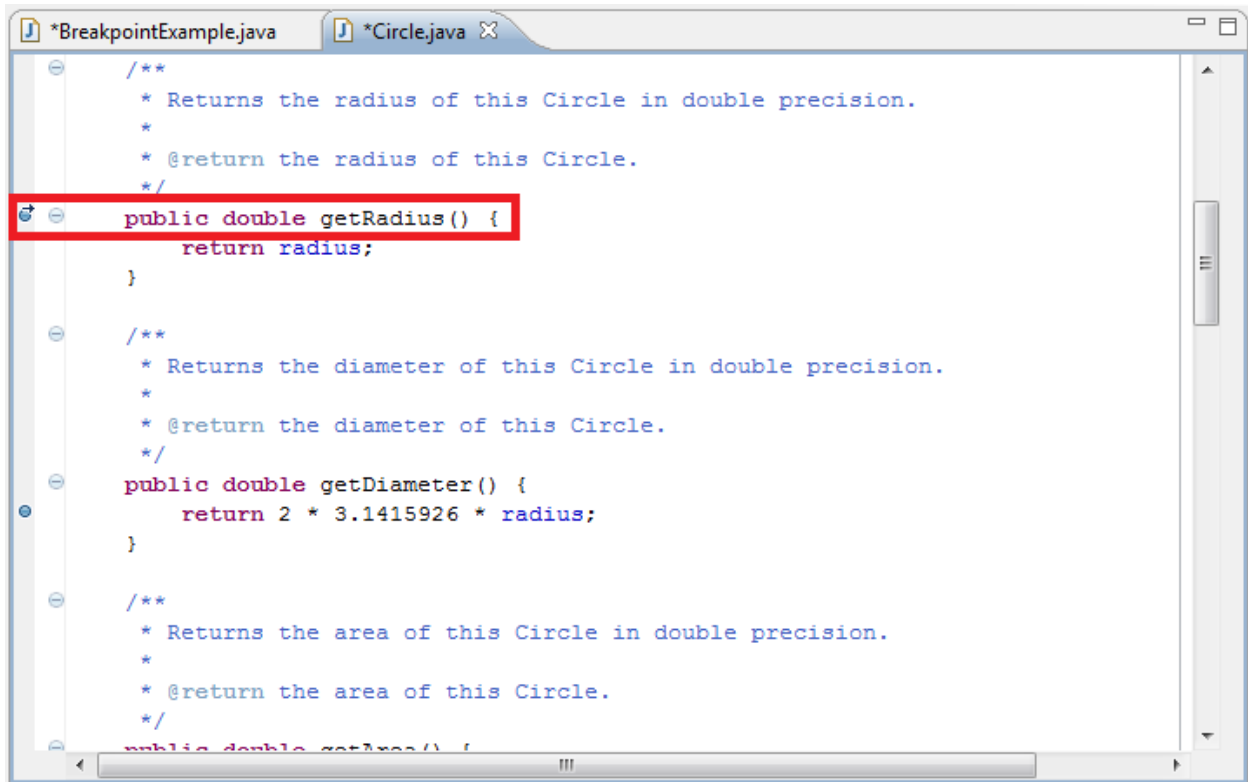 *BreakpointExample.java
*Circle.java
/**
* Returns the radius of this Circle in double precision.
*
* @return the radius of this Circle.
*/
public double getRadius() {
return radius;
}
/**
* Returns the diameter of this Circle in double precision.
*
* @return the diameter of this Circle.
*/
public double getDiameter() {
return 2 * 3.1415926 * radius;
}
/**
* Returns the area of this Circle in double precision.
*
* @return the area of this Circle.
*/
public double getArea() {